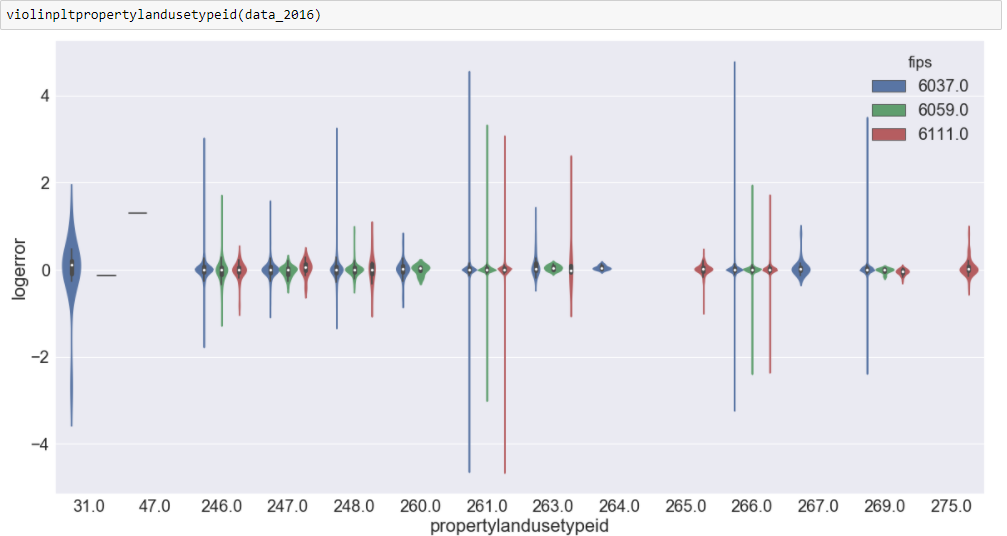 violinpltpropertylandusetypeid(data_2016)
fips
6037.0
6059.0
6111.0
4
2
0
−2
−4
logerror
31.0 47.0 246.0 247.0 248.0 260.0 261.0 263.0 264.0 265.0 266.0 267.0 269.0 275.0
propertylandusetypeid